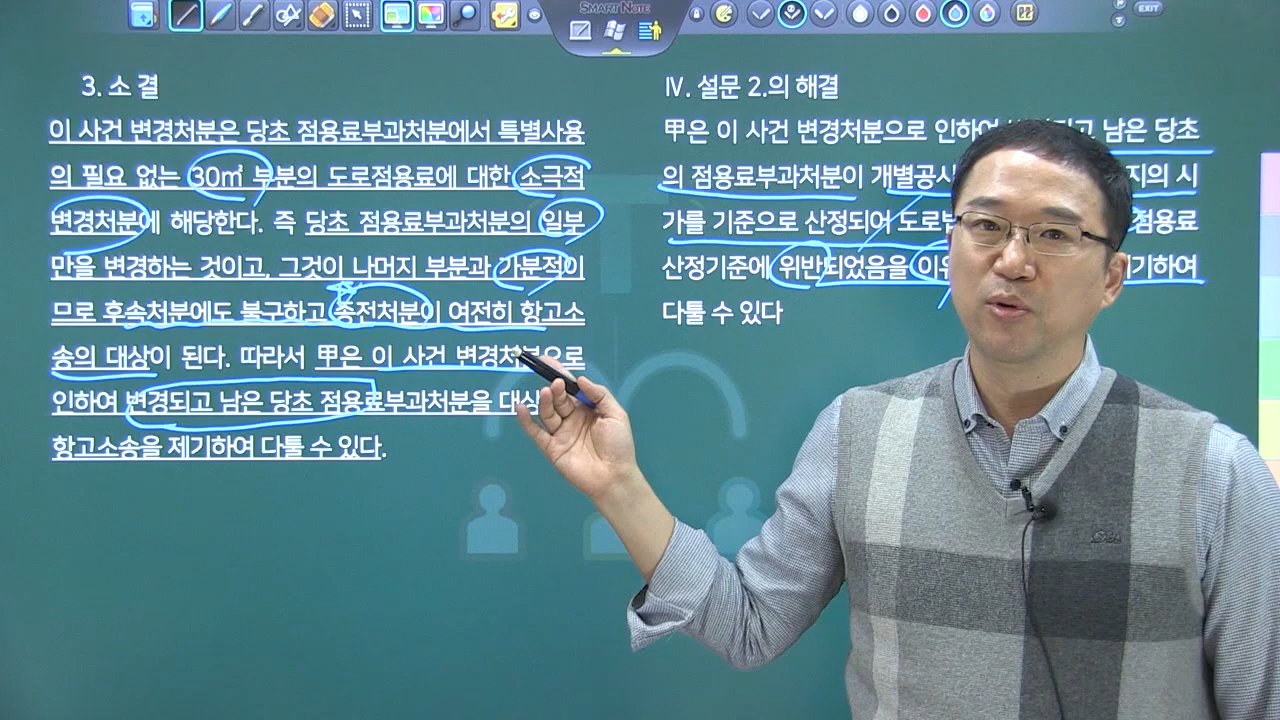 SMART NOTE
EXIT
3. 소 결
이 사건 변경처분은 당초 점용료부과처분에서 특별사용
의 필요 없는 30㎡ 부분의 도로점용료에 대한 소극적
변경처분에 해당한다. 즉 당초 점용료부과처분의 일부
만을 변경하는 것이고, 그것이 나머지 부분과 가분적이
므로 후속처분에도 불구하고 종전처분이 여전히 항고소
송의 대상이 된다. 따라서 甲은 이 사건 변경처분으로
인하여 변경되고 남은 당초 점용료부과처분을 대상
항고소송을 제기하여 다툴 수 있다.
Ⅳ. 설문 2.의 해결
甲은 이 사건 변경처분으로 인하여 남은 당초
의 점용료부과처분이 개별공시 의 시
가를 기준으로 산정되어 점용료
산정기준에 위반되었음을 기하여
다툴 수 있다